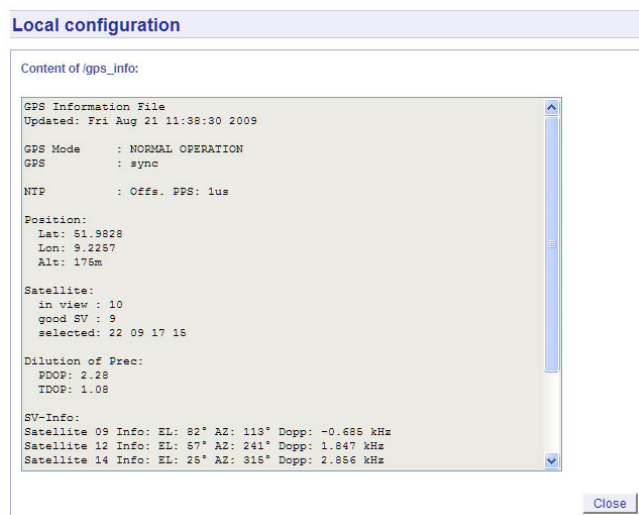 Local configuration
Content of /gps_info:
GPS Information File
Updated: Fri Aug 21 11:38:30 2009
GPS Mode : NORMAL OPERATION
GPS : sync
NTP : Offs. PPS: 1us
Position:
Lat: 51.9828
Lon: 9.2257
Alt: 175m
Satellite:
in view : 10
good SV : 9
selected: 22 09 17 15
Dilution of Prec:
PDOP: 2.28
TDOP: 1.08
SV-Info:
Satellite 09 Info: EL: 82° AZ: 113° Dopp: -0.685 kHz
Satellite 12 Info: EL: 57° AZ: 241° Dopp: 1.847 kHz
Satellite 14 Info: EL: 25° AZ: 315° Dopp: 2.856 kHz
Close